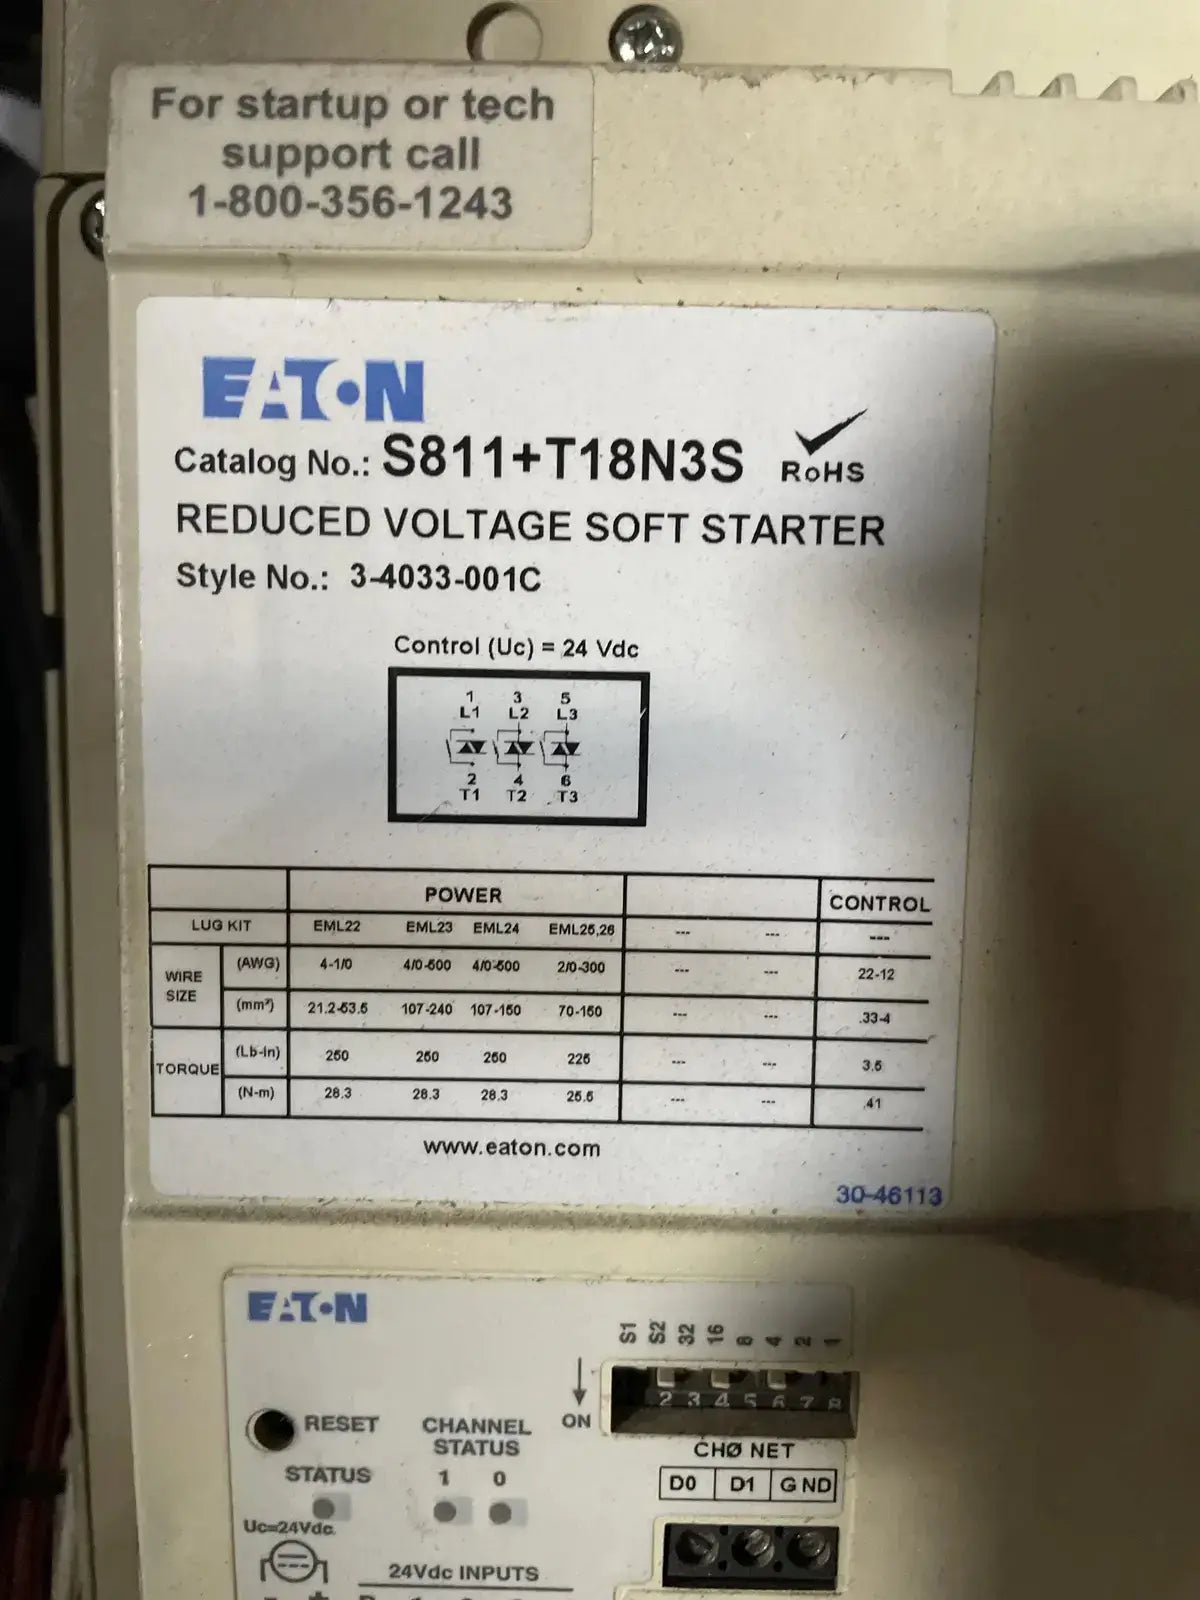 For startup or tech
support call
1-800-356-1243
EATON
Catalog No.: S811+T18N3S
RoHS
REDUCED VOLTAGE SOFT STARTER
Style No.: 3-4033-001C
Control (Uc) = 24 Vdc
1 3 5
L1 L2 L3
2 4 6
T1 T2 T3
POWER CONTROL
LUG KIT EML22 EML23 EML24 EML25,26 --- --- ---
WIRE SIZE (AWG) 4-1/0 4/0-500 4/0-500 2/0-300 --- --- 22-12
(mm²) 21.2-53.5 107-240 107-150 70-150 --- --- .33-4
TORQUE (Lb-In) 250 250 250 225 --- --- 3.5
(N-m) 28.3 28.3 28.3 25.5 --- --- .41
www.eaton.com
30-46113
EATON
S1 S2 32 16 8 4 2 1
ON
2 3 4 5 6 7 8
RESET
CHANNEL
STATUS
1 0
STATUS
CHØ NET
D0 D1 GND
Uc=24Vdc
24Vdc INPUTS
- +